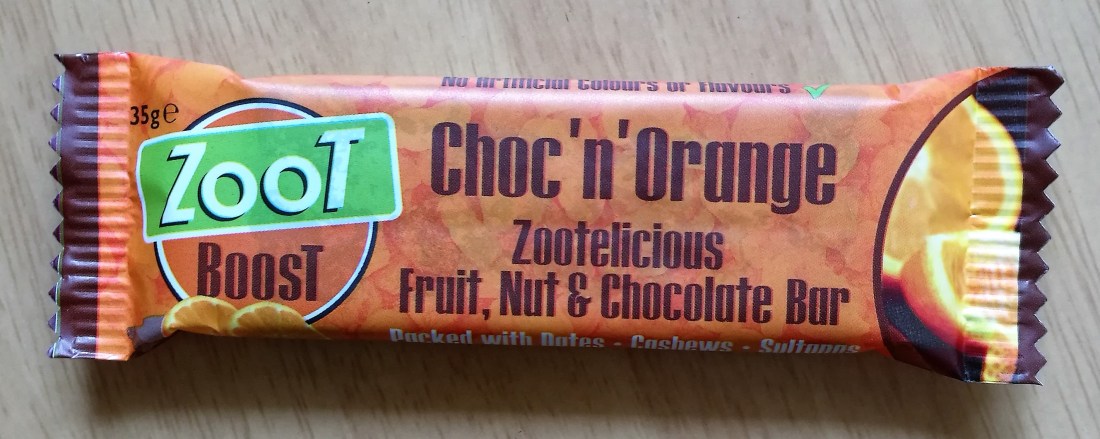 No Artificial Colours or Flavours
35g e
ZOOT
BOOST
Choc'n'Orange
Zootelicious
Fruit, Nut & Chocolate Bar
Packed with Dates • Cashews • Sultanas